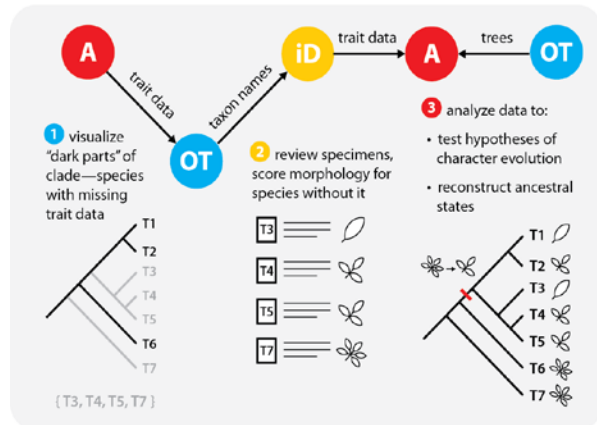 A
trait data
OT
taxon names
iD
trait data
A
trees
OT
1 visualize
"dark parts" of
clade—species
with missing
trait data
T1
T2
T3
T4
T5
T6
T7
{ T3, T4, T5, T7 }
2 review specimens,
score morphology for
species without it
T3
T4
T5
T7
3 analyze data to:
• test hypotheses of
character evolution
• reconstruct ancestral
states
T1
T2
T3
T4
T5
T6
T7